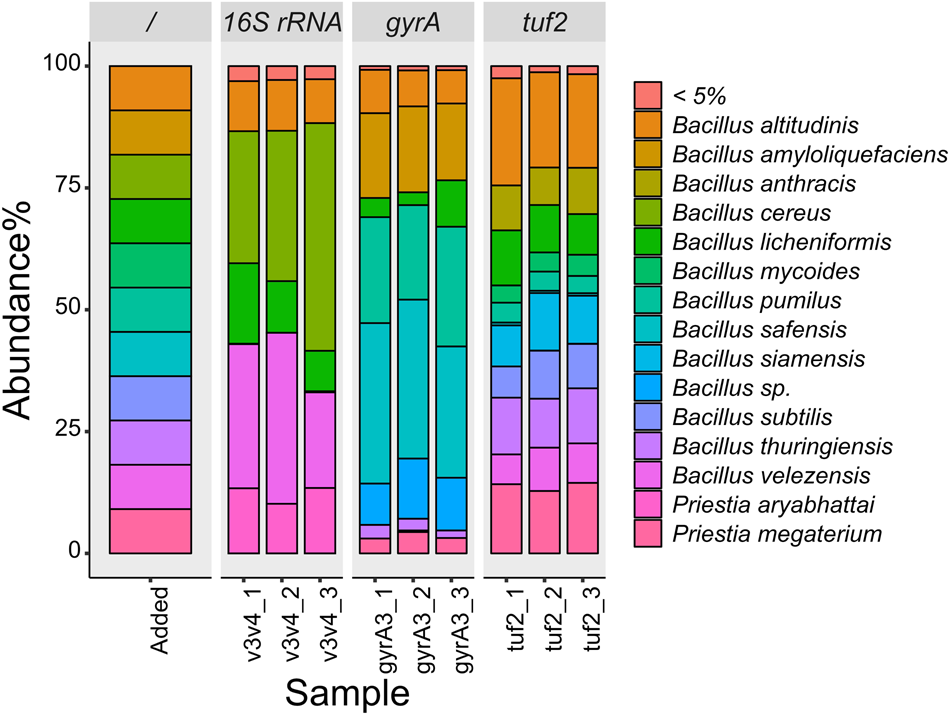 /
16S rRNA
gyrA
tuf2
Abundance%
100
75
50
25
0
Added
v3v4_1
v3v4_2
v3v4_3
gyrA3_1
gyrA3_2
gyrA3_3
tuf2_1
tuf2_2
tuf2_3
Sample
< 5%
Bacillus altitudinis
Bacillus amyloliquefaciens
Bacillus anthracis
Bacillus cereus
Bacillus licheniformis
Bacillus mycoides
Bacillus pumilus
Bacillus safensis
Bacillus siamensis
Bacillus sp.
Bacillus subtilis
Bacillus thuringiensis
Bacillus velezensis
Priestia aryabhattai
Priestia megaterium